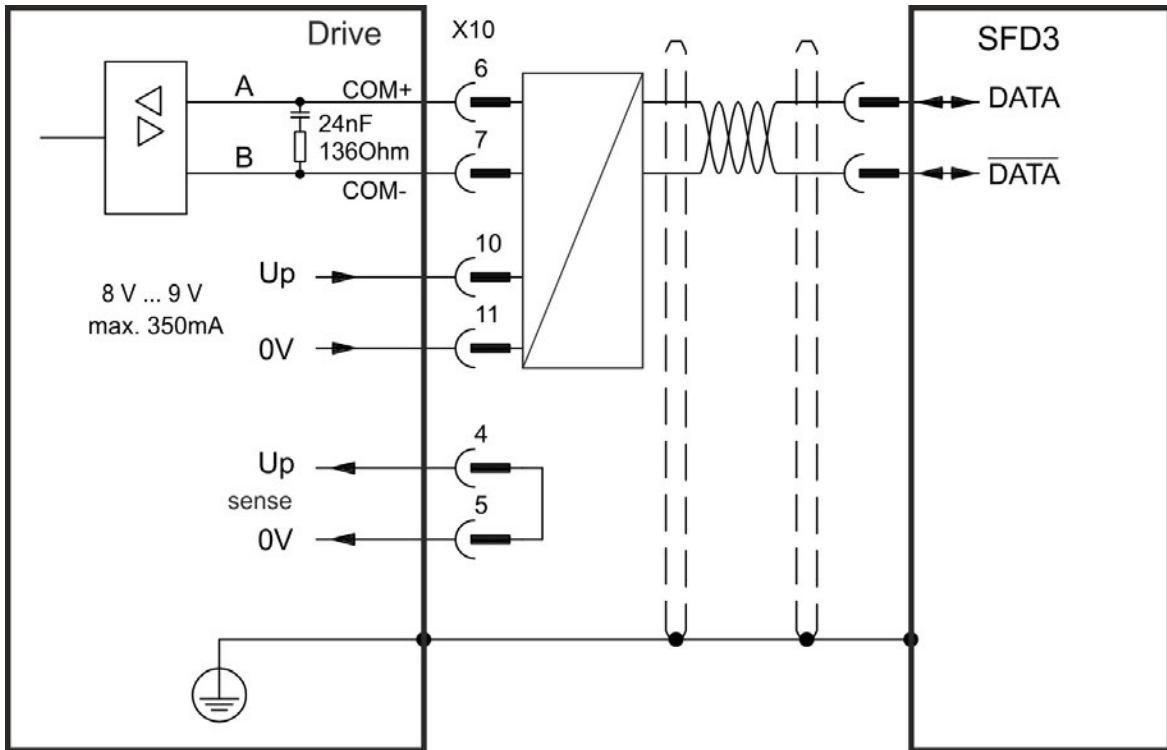 Drive
X10
SFD3
6
A
COM+
DATA
24nF
136Ohm
7
B
COM-
DATA
10
Up
8 V ... 9 V
max. 350mA
11
0V
4
Up
sense
5
0V